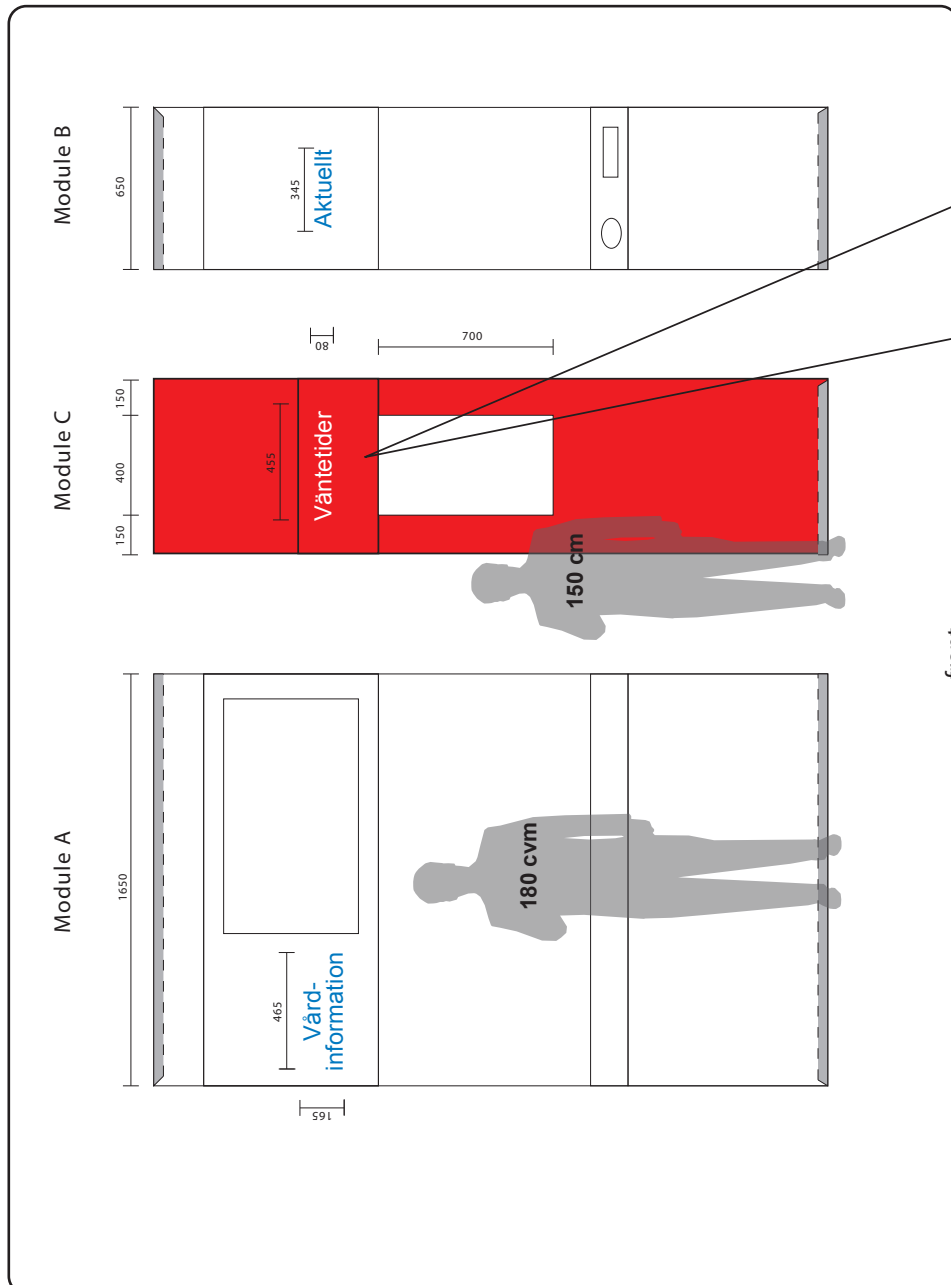 Module A
1650
465
Vård-
information
165
180 cvm
Module C
150
400
150
455
Väntetider
80
700
150 cm
Module B
650
345
Aktuellt